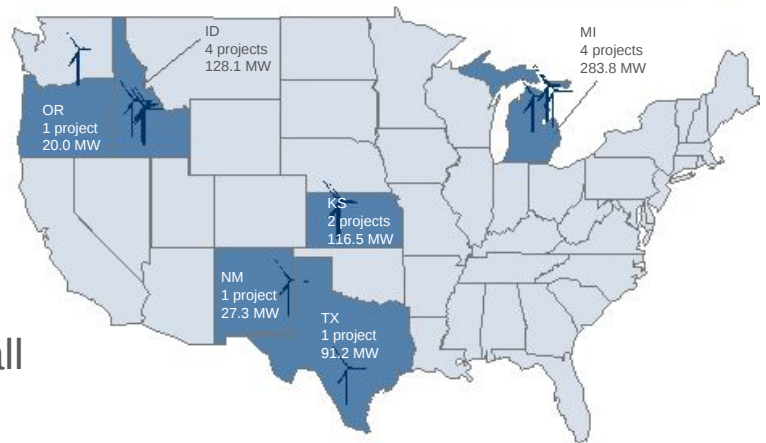 ID
4 projects
128.1 MW
MI
4 projects
283.8 MW
OR
1 project
20.0 MW
KS
2 projects
116.5 MW
NM
1 project
27.3 MW
TX
1 project
91.2 MW
all